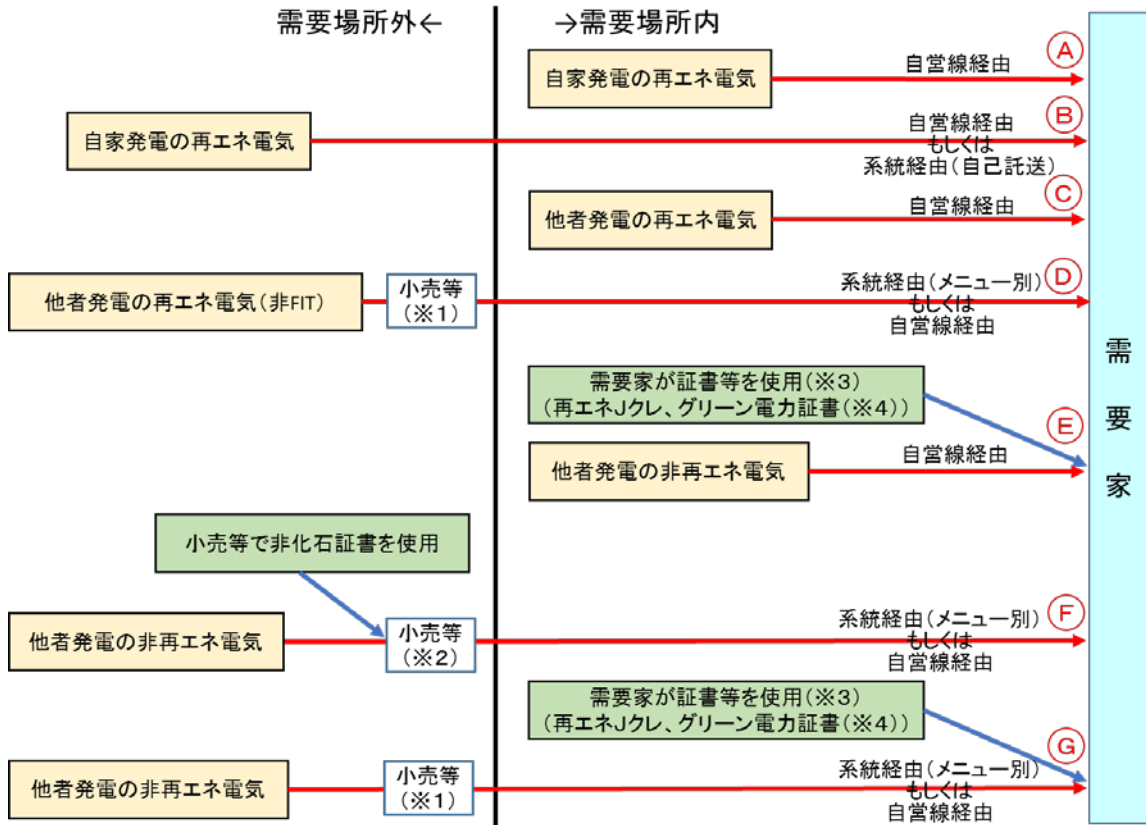 需要場所外←
→需要場所内
自家発電の再エネ電気
自営線経由
A
自家発電の再エネ電気
自営線経由
もしくは
系統経由(自己託送)
B
他者発電の再エネ電気
自営線経由
C
他者発電の再エネ電気(非FIT)
小売等
(※1)
系統経由(メニュー別)
もしくは
自営線経由
D
需要家が証書等を使用(※3)
(再エネJクレ、グリーン電力証書(※4))
他者発電の非再エネ電気
自営線経由
E
小売等で非化石証書を使用
他者発電の非再エネ電気
小売等
(※2)
系統経由(メニュー別)
もしくは
自営線経由
F
需要家が証書等を使用(※3)
(再エネJクレ、グリーン電力証書(※4))
他者発電の非再エネ電気
小売等
(※1)
系統経由(メニュー別)
もしくは
自営線経由
G
需要家